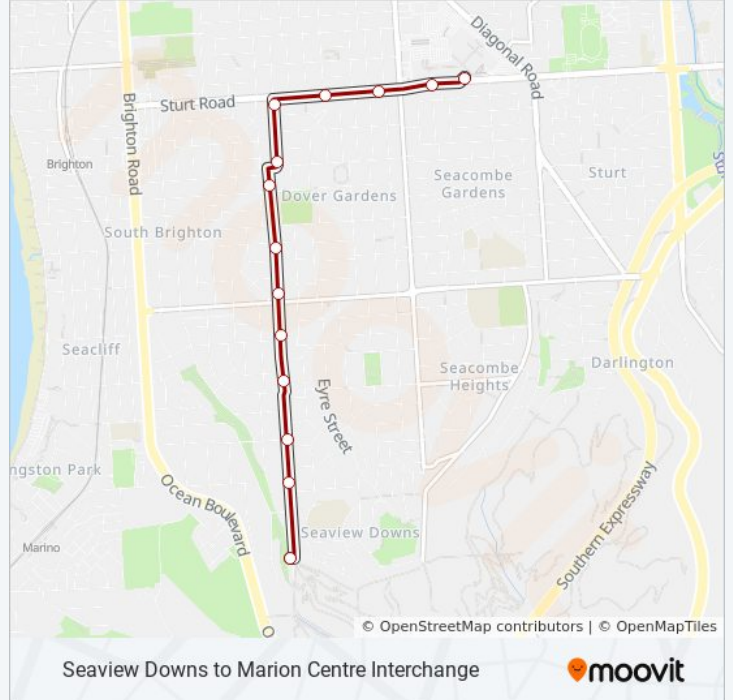 Diagonal Road
Sturt Road
Brighton Road
Brighton
Seacombe
Gardens
Sturt
Dover Gardens
South Brighton
Seacliff
Seacombe
Heights
Darlington
Eyre Street
ngston Park
Ocean Boulevard
Southern Expressway
Seaview Downs
Marino
O
© OpenStreetMap contributors | © OpenMapTiles
Seaview Downs to Marion Centre Interchange
moovit